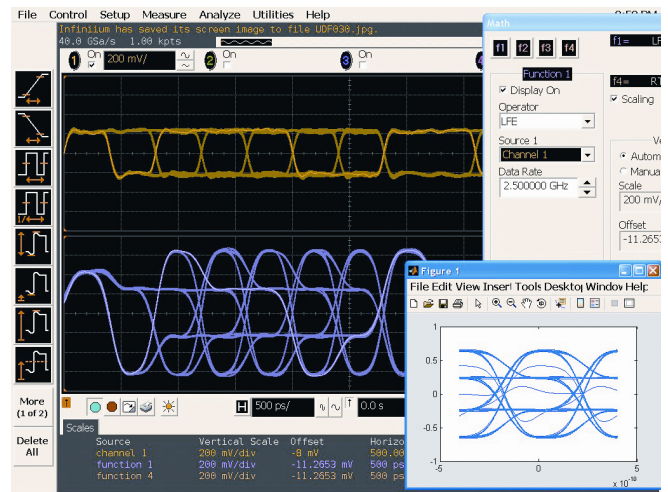 File Control Setup Measure Analyze Utilities Help
Infiniium has saved its screen image to file UDF030.jpg.
40.0 GSa/s 1.00 kpts
1 On 200 mV/ 2 On 3 On
Math
f1 f2 f3 f4
f1=
Function 1
Display On
Operator
LFE
Source 1
Channel 1
Data Rate
2.500000 GHz
f4=
Scaling
Autom
Manua
Scale
200 mV/
Offset
-11.2653
More
(1 of 2)
Delete
All
H 500 ps/ 0.0 s
Scales
Source Vertical Scale Offset Horizo
channel 1 200 mV/div -8 mV 500.00
function 1 200 mV/div -11.2653 mV 500 ps
function 4 200 mV/div -11.2653 mV 500 ps
Figure 1
File Edit View Insert Tools Desktop Window Help
1
0.5
0
-0.5
-1
-5 0 5
x 10^-10